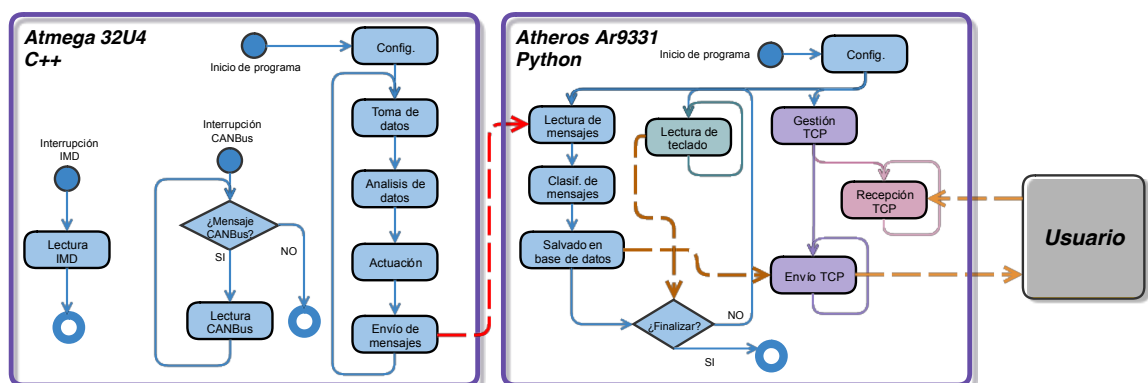 Atmega 32U4
C++
Inicio de programa
Config.
Toma de
datos
Analisis de
datos
Actuación
Envío de
mensajes
Interrupción
IMD
Lectura
IMD
Interrupción
CANBus
¿Mensaje
CANBus?
SI
NO
Lectura
CANBus
Atheros Ar9331
Python
Inicio de programa
Config.
Lectura de
mensajes
Clasif. de
mensajes
Salvado en
base de datos
Lectura de
teclado
¿Finalizar?
NO
SI
Gestión
TCP
Recepción
TCP
Envío TCP
Usuario